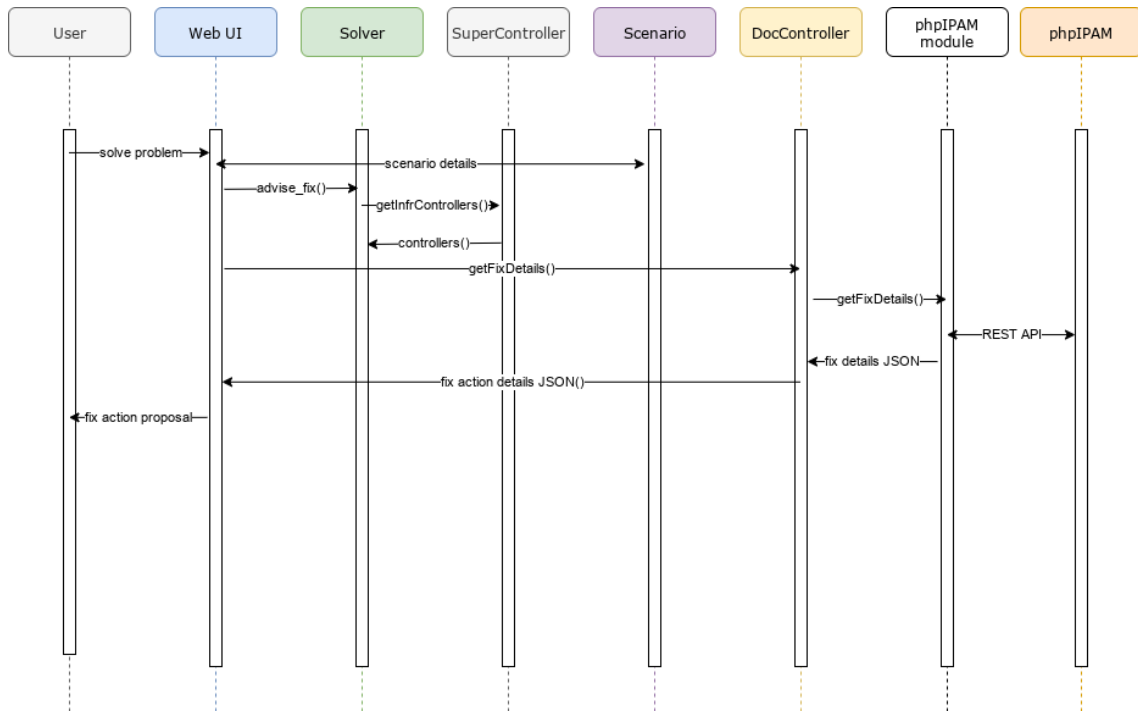 User
Web UI
Solver
SuperController
Scenario
DocController
phpIPAM
module
phpIPAM
solve problem
scenario details
advise_fix()
getInfrControllers()
controllers()
getFixDetails()
getFixDetails()
REST API
fix details JSON
fix action details JSON()
fix action proposal